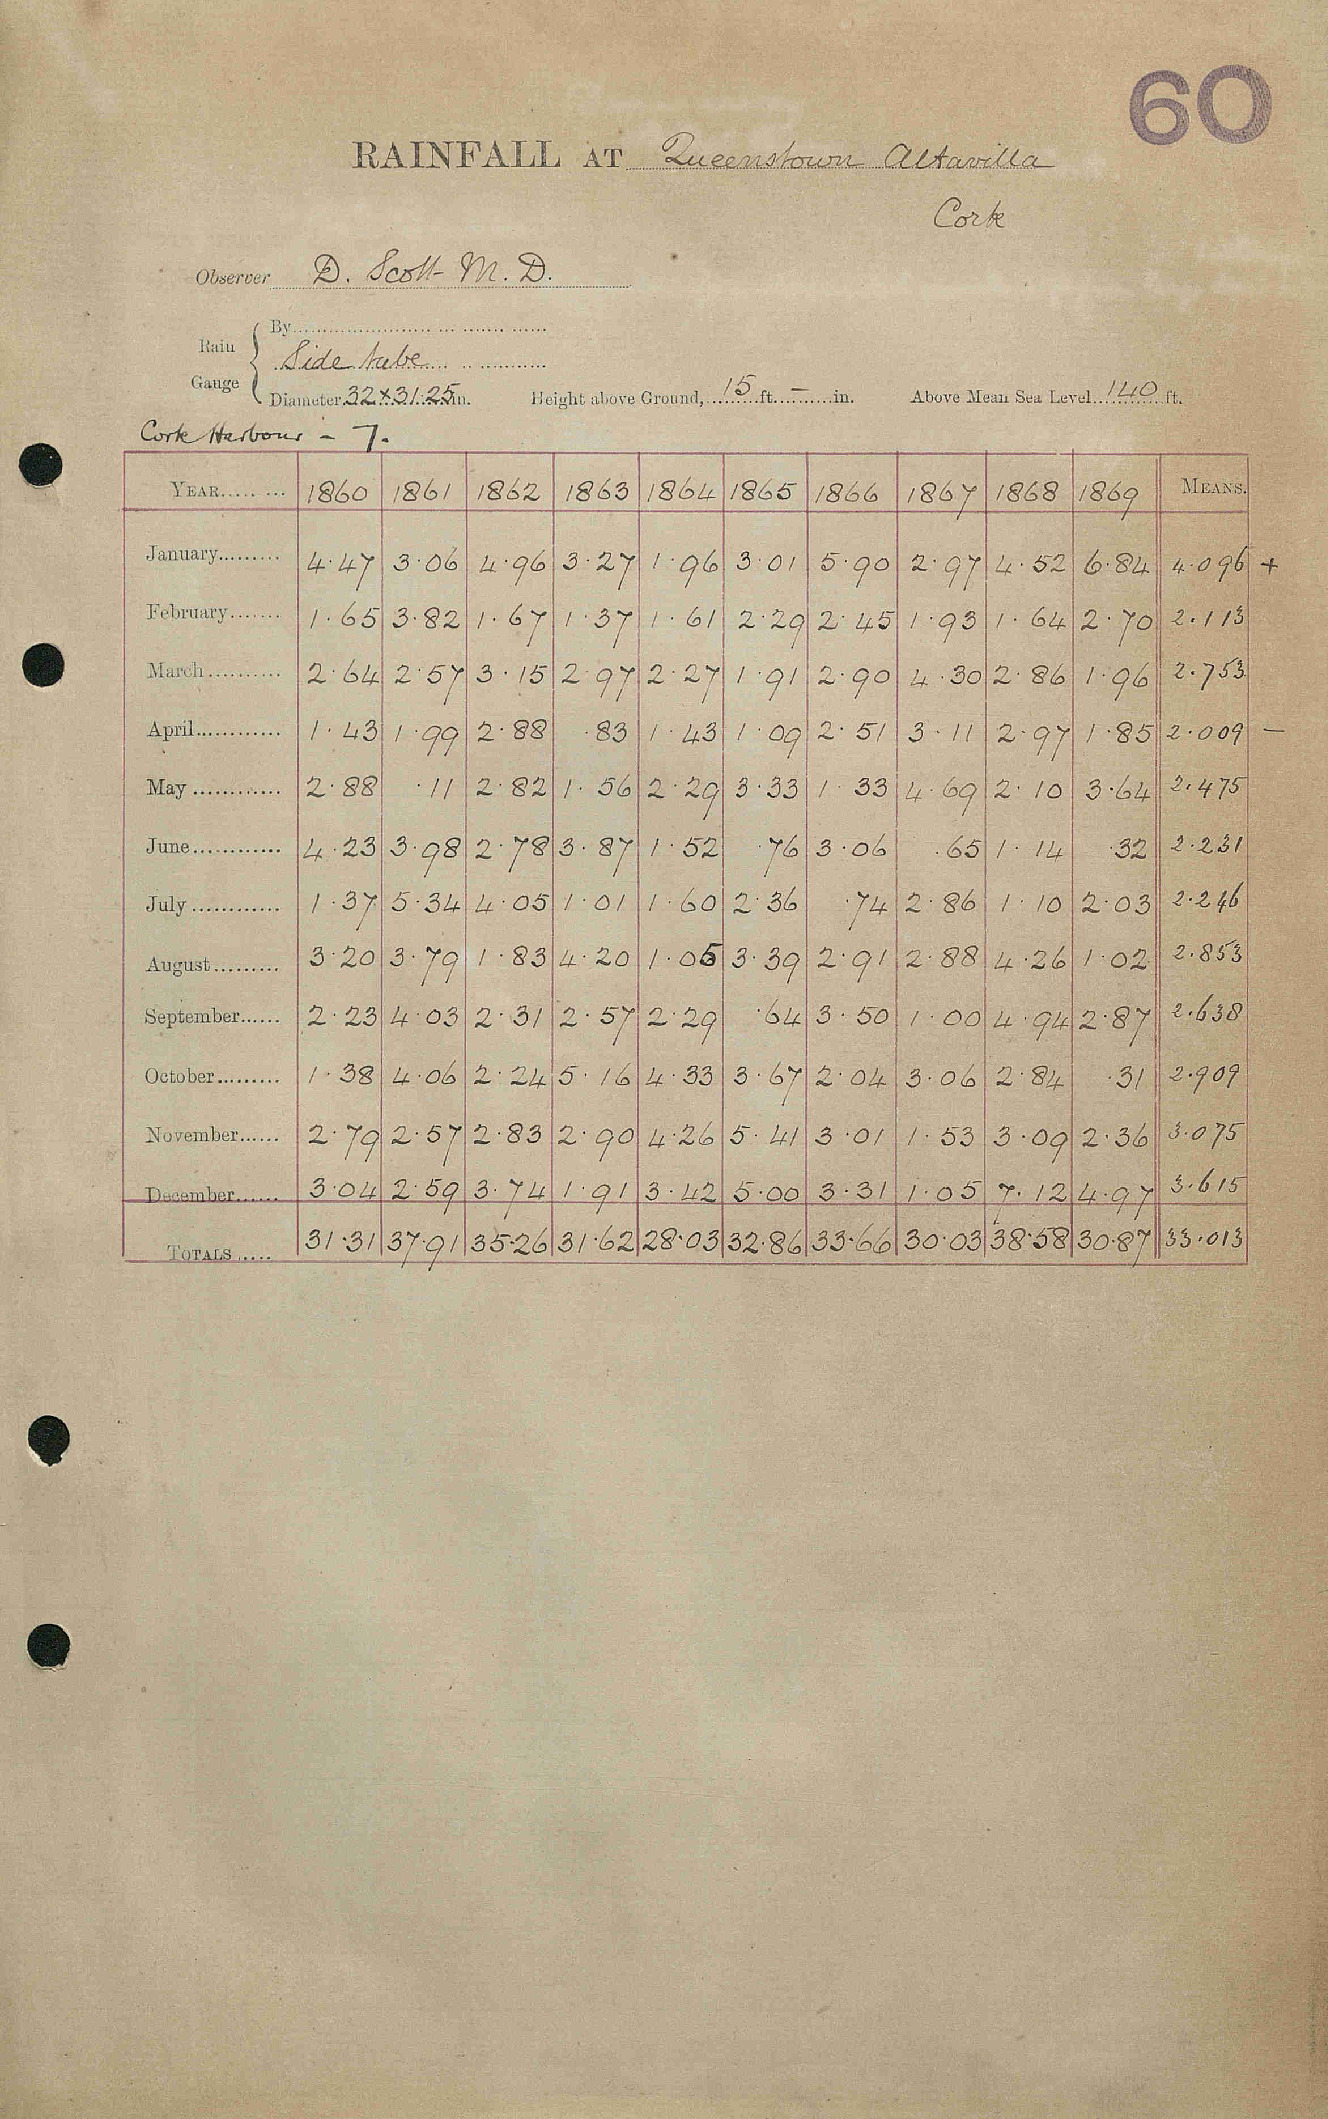 60
RAINFALL AT Queenstown Altavilla
Cork
Observer D. Scott M. D.
Rain Gauge { By
Side tube
Diameter 32 x 31.25 in. Height above Ground, 15 ft. — in. Above Mean Sea Level 140 ft.
Cork Harbour - 7.
YEAR 1860 1861 1862 1863 1864 1865 1866 1867 1868 1869 MEANS.
January 4.47 3.06 4.96 3.27 1.96 3.01 5.90 2.97 4.52 6.84 4.096 +
February 1.65 3.82 1.67 1.37 1.61 2.29 2.45 1.93 1.64 2.70 2.113
March 2.64 2.57 3.15 2.97 2.27 1.91 2.90 4.30 2.86 1.96 2.753
April 1.43 1.99 2.88 .83 1.43 1.09 2.51 3.11 2.97 1.85 2.009 —
May 2.88 .11 2.82 1.56 2.29 3.33 1.33 4.69 2.10 3.64 2.475
June 4.23 3.98 2.78 3.87 1.52 .76 3.06 .65 1.14 .32 2.231
July 1.37 5.34 4.05 1.01 1.60 2.36 .74 2.86 1.10 2.03 2.246
August 3.20 3.79 1.83 4.20 1.05 3.39 2.91 2.88 4.26 1.02 2.853
September 2.23 4.03 2.31 2.57 2.29 .64 3.50 1.00 4.94 2.87 2.638
October 1.38 4.06 2.24 5.16 4.33 3.67 2.04 3.06 2.84 .31 2.909
November 2.79 2.57 2.83 2.90 4.26 5.41 3.01 1.53 3.09 2.36 3.075
December 3.04 2.59 3.74 1.91 3.42 5.00 3.31 1.05 7.12 4.97 3.615
TOTALS 31.31 37.91 35.26 31.62 28.03 32.86 33.66 30.03 38.58 30.87 33.013